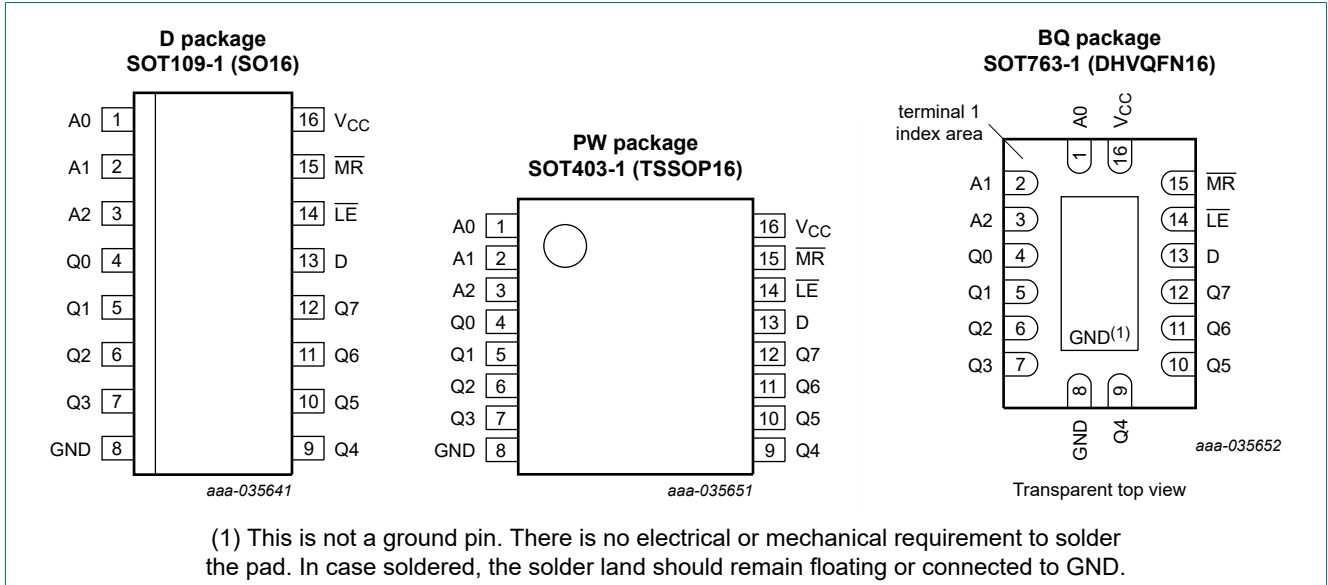 D package
SOT109-1 (SO16)
A0 1
16 VCC
A1 2
15 MR
A2 3
14 LE
Q0 4
13 D
Q1 5
12 Q7
Q2 6
11 Q6
Q3 7
10 Q5
GND 8
9 Q4
aaa-035641
PW package
SOT403-1 (TSSOP16)
A0 1
16 VCC
A1 2
15 MR
A2 3
14 LE
Q0 4
13 D
Q1 5
12 Q7
Q2 6
11 Q6
Q3 7
10 Q5
GND 8
9 Q4
aaa-035651
BQ package
SOT763-1 (DHVQFN16)
terminal 1
index area
A0
VCC
1
16
A1 2
15 MR
A2 3
14 LE
Q0 4
13 D
Q1 5
12 Q7
Q2 6
11 Q6
GND(1)
Q3 7
10 Q5
8
9
GND
Q4
aaa-035652
Transparent top view
(1) This is not a ground pin. There is no electrical or mechanical requirement to solder
the pad. In case soldered, the solder land should remain floating or connected to GND.